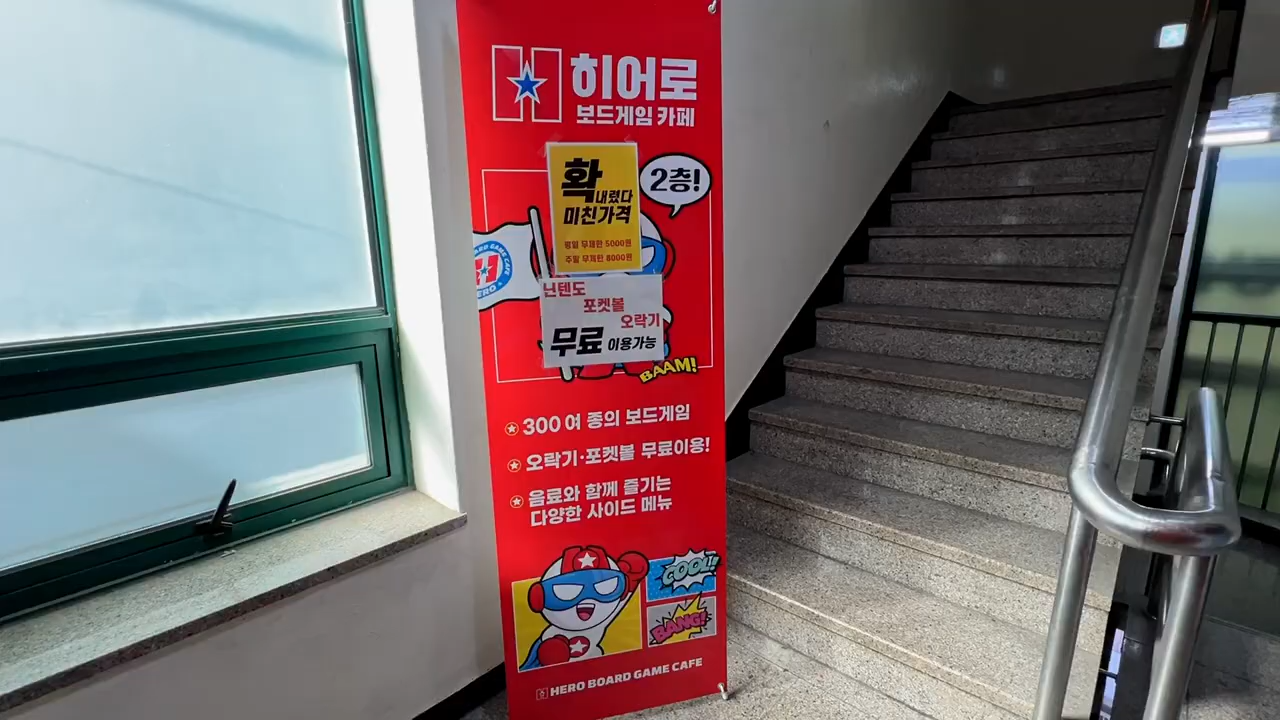 히어로
보드게임 카페
확
내렸다
미친가격
평일 무제한 5000원
주말 무제한 8000원
2층!
BOARD GAME CAFE
H
HERO
닌텐도
포켓볼
오락기
무료 이용가능
BAAM!
300여 종의 보드게임
오락기·포켓볼 무료이용!
음료와 함께 즐기는
다양한 사이드 메뉴
COOL!!
BANG!
HERO BOARD GAME CAFE